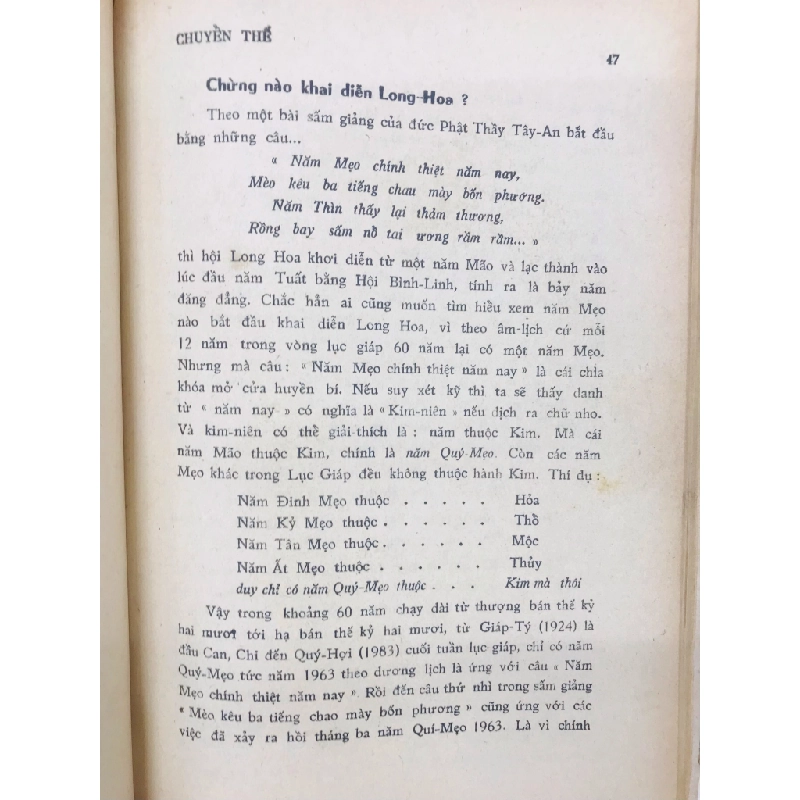 CHUYỀN THẾ
47
Chừng nào khai diễn Long-Hoa ?
Theo một bài sấm giảng của đức Phật Thầy Tây-An bắt đầu
bằng những câu...
« Năm Mẹo chính thiệt năm nay,
Mèo kêu ba tiếng chau mày bốn phương.
Năm Thìn thấy lại thảm thương,
Rồng bay sấm nổ tai ương rầm rầm... »
thì hội Long Hoa khơi diễn từ một năm Mão và lạc thành vào
lúc đầu năm Tuất bằng Hội Bình-Linh, tính ra là bảy năm
đăng đẳng. Chắc hẳn ai cũng muốn tìm hiểu xem năm Mẹo
nào bắt đầu khai diễn Long Hoa, vì theo âm-lịch cứ mỗi
12 năm trong vòng lục giáp 60 năm lại có một năm Mẹo.
Nhưng mà câu : « Năm Mẹo chính thiệt năm nay » là cái chìa
khóa mở cửa huyền bí. Nếu suy xét kỹ thì ta sẽ thấy danh
từ « năm nay » có nghĩa là « Kim-niên » nếu dịch ra chữ nho.
Và kim-niên có thể giải-thích là : năm thuộc Kim. Mà cái
năm Mão thuộc Kim, chính là năm Quý-Mẹo. Còn các năm
Mẹo khác trong Lục Giáp đều không thuộc hành Kim. Thí dụ :
Năm Đinh Mẹo thuộc . . . . . Hỏa
Năm Kỷ Mẹo thuộc . . . . . . Thổ
Năm Tân Mẹo thuộc . . . . . . Mộc
Năm Ất Mẹo thuộc . . . . . Thủy
duy chỉ có năm Quý-Mẹo thuộc . . . Kim mà thôi
Vậy trong khoảng 60 năm chạy dài từ thượng bán thế kỷ
hai mươi tới hạ bán thế kỷ hai mươi, từ Giáp-Tý (1924) là
đầu Can, Chi đến Quý-Hợi (1983) cuối tuần lục giáp, chỉ có năm
Quý-Mẹo tức năm 1963 theo dương lịch là ứng với câu « Năm
Mẹo chính thiệt năm nay ». Rồi đến câu thứ nhì trong sấm giảng
« Mèo kêu ba tiếng chao mày bốn phương » cũng ứng với các
việc đã xảy ra hồi tháng ba năm Quí-Mẹo 1963. Là vì chính